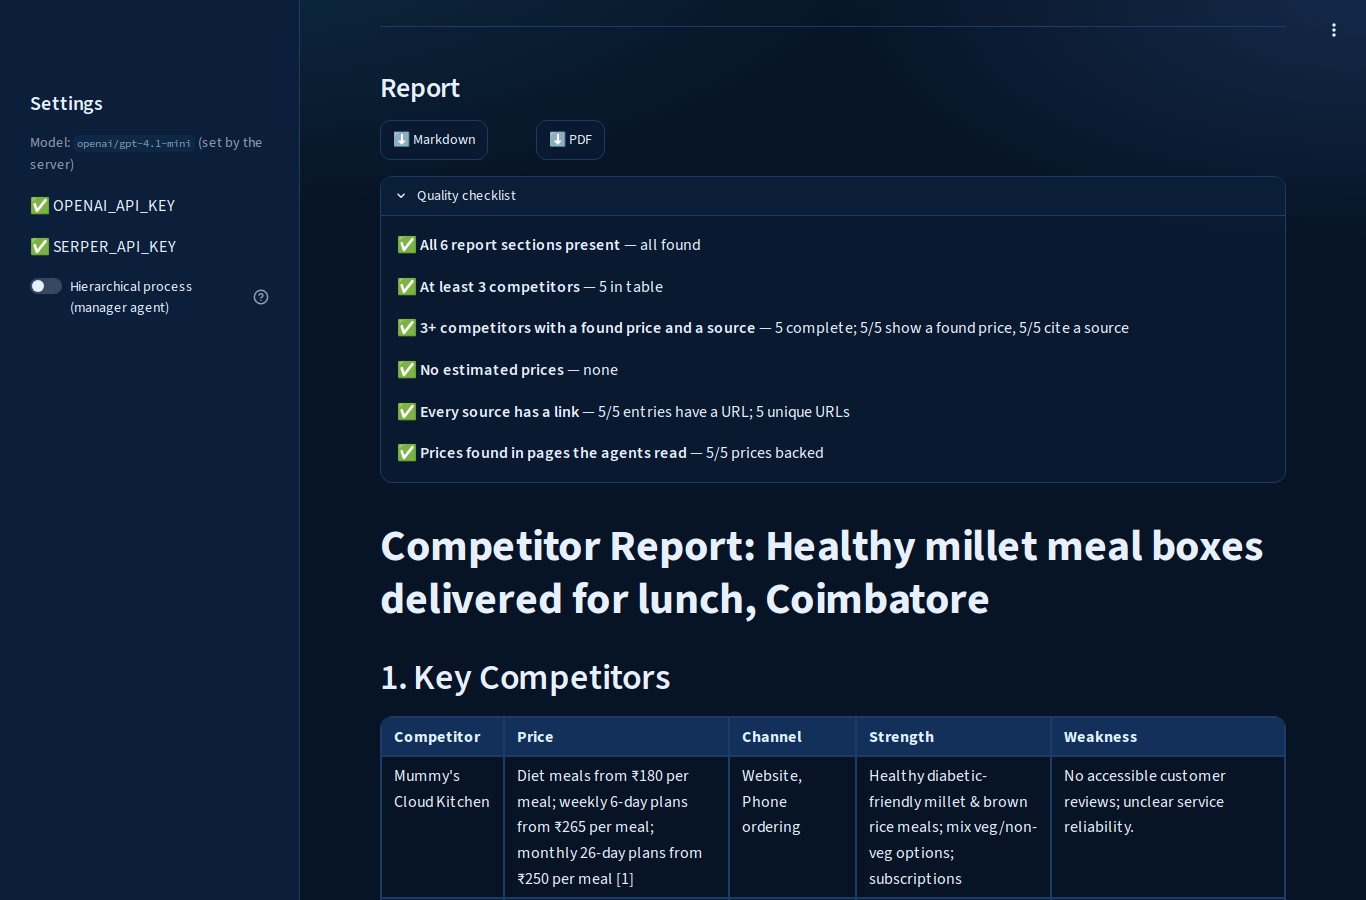 Settings
Model: openai/gpt-4.1-mini (set by the
server)
✅ OPENAI_API_KEY
✅ SERPER_API_KEY
Hierarchical process
(manager agent)
Report
⬇️ Markdown
⬇️ PDF
Quality checklist
✅ All 6 report sections present — all found
✅ At least 3 competitors — 5 in table
✅ 3+ competitors with a found price and a source — 5 complete; 5/5 show a found price, 5/5 cite a source
✅ No estimated prices — none
✅ Every source has a link — 5/5 entries have a URL; 5 unique URLs
✅ Prices found in pages the agents read — 5/5 prices backed
Competitor Report: Healthy millet meal boxes
delivered for lunch, Coimbatore
1. Key Competitors
Competitor
Price
Channel
Strength
Weakness
Mummy's
Cloud Kitchen
Diet meals from ₹180 per
meal; weekly 6-day plans
from ₹265 per meal;
monthly 26-day plans from
₹250 per meal [1]
Website,
Phone
ordering
Healthy diabetic-
friendly millet & brown
rice meals; mix veg/non-
veg options;
subscriptions
No accessible customer
reviews; unclear service
reliability.